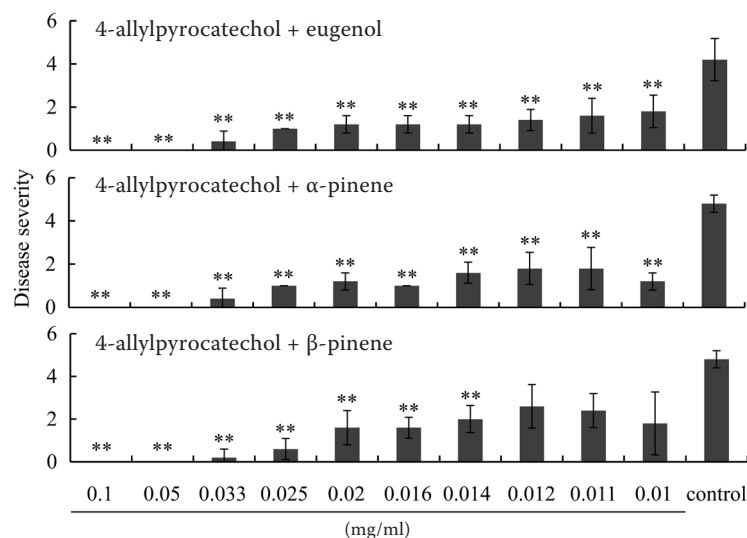 4-allylpyrocatechol + eugenol
6
4
2
0
** ** ** ** ** ** ** ** ** **
4-allylpyrocatechol + α-pinene
6
4
2
0
** ** ** ** ** ** ** ** ** **
Disease severity
4-allylpyrocatechol + β-pinene
6
4
2
0
** ** ** ** ** ** **
0.1 0.05 0.033 0.025 0.02 0.016 0.014 0.012 0.011 0.01 control
(mg/ml)